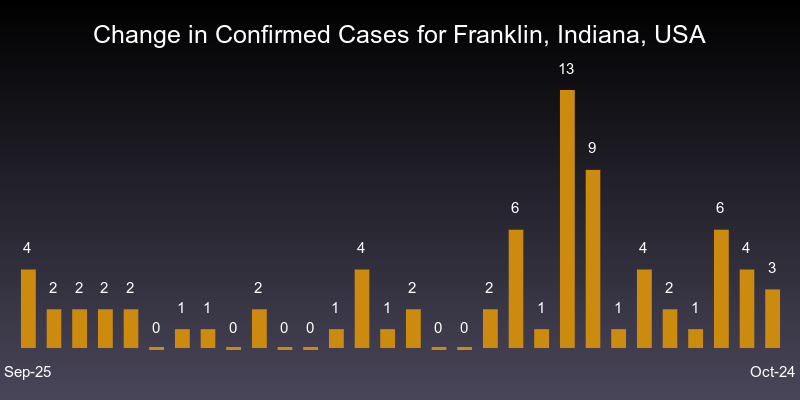 Change in Confirmed Cases for Franklin, Indiana, USA
4 2 2 2 2 0 1 1 0 2 0 0 1 4 1 2 0 0 2 6 1 13 9 1 4 2 1 6 4 3
Sep-25 Oct-24